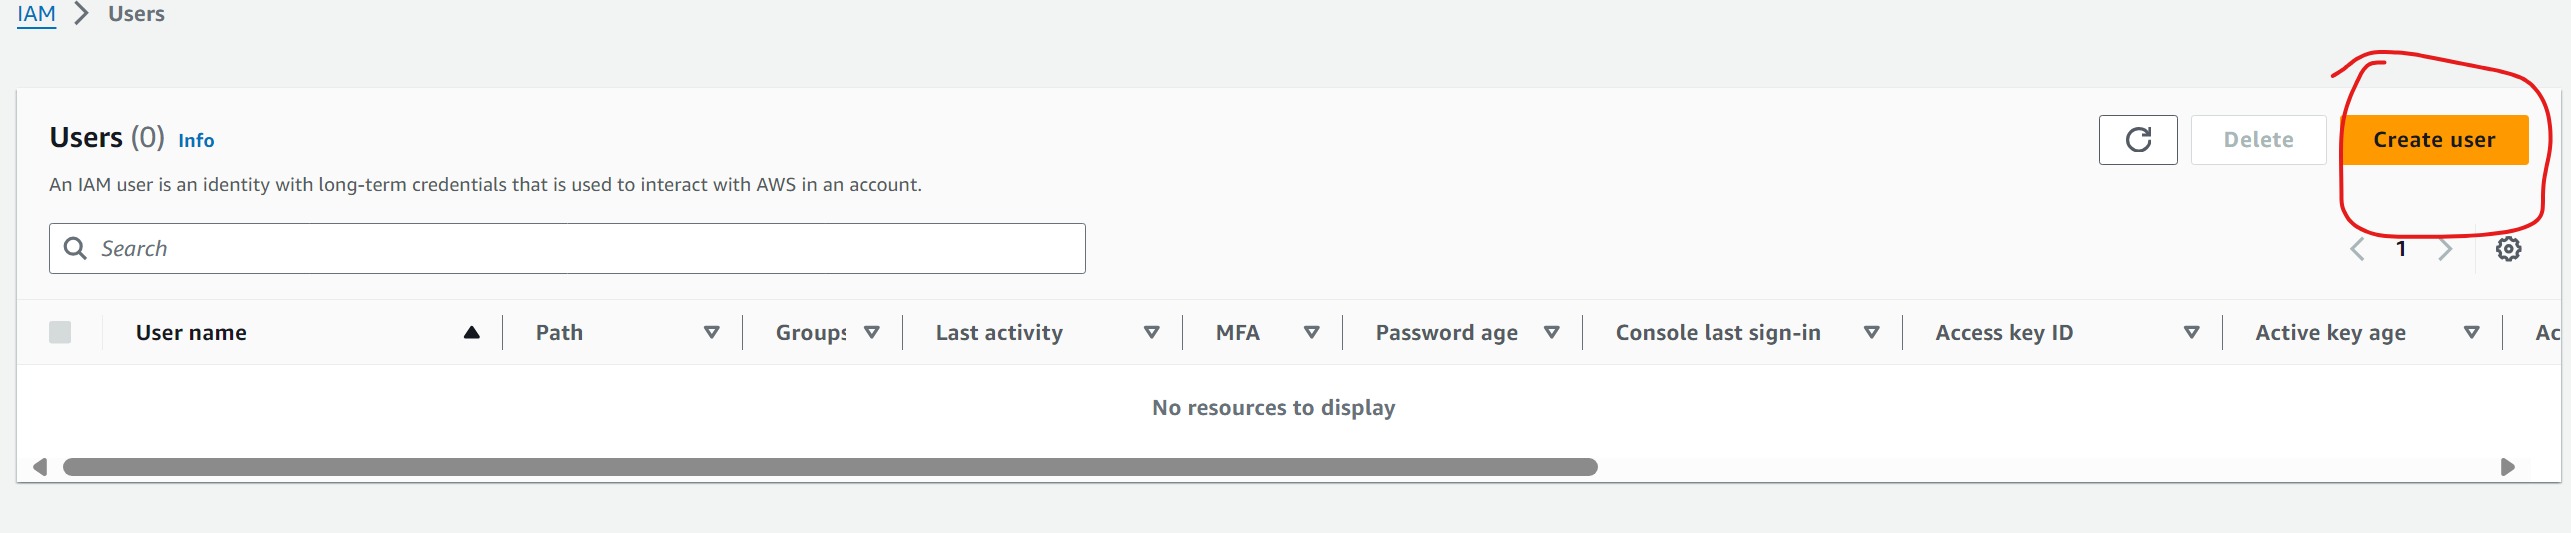 IAM > Users
Users (0) Info
Delete
Create user
An IAM user is an identity with long-term credentials that is used to interact with AWS in an account.
Search
1
User name Path Groups Last activity MFA Password age Console last sign-in Access key ID Active key age Ac
No resources to display